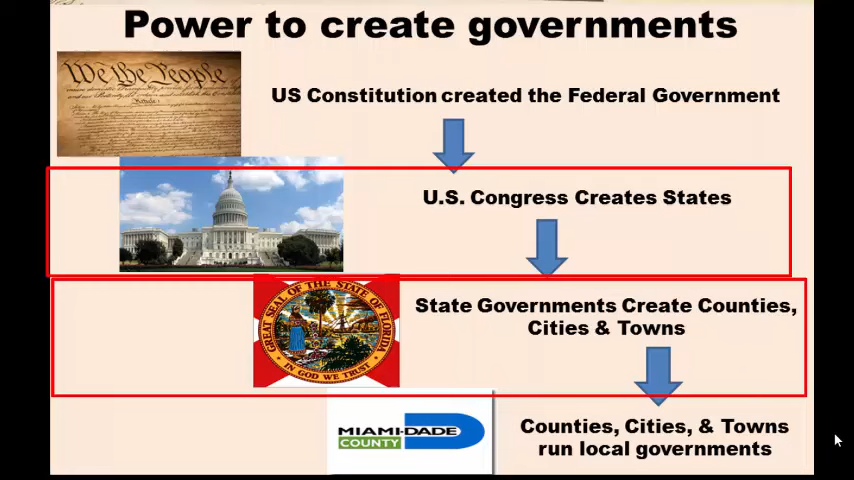 Power to create governments
We the People
Article I
US Constitution created the Federal Government
U.S. Congress Creates States
GREAT SEAL OF THE STATE OF FLORIDA
IN GOD WE TRUST
State Governments Create Counties,
Cities & Towns
MIAMI-DADE
COUNTY
Counties, Cities, & Towns
run local governments